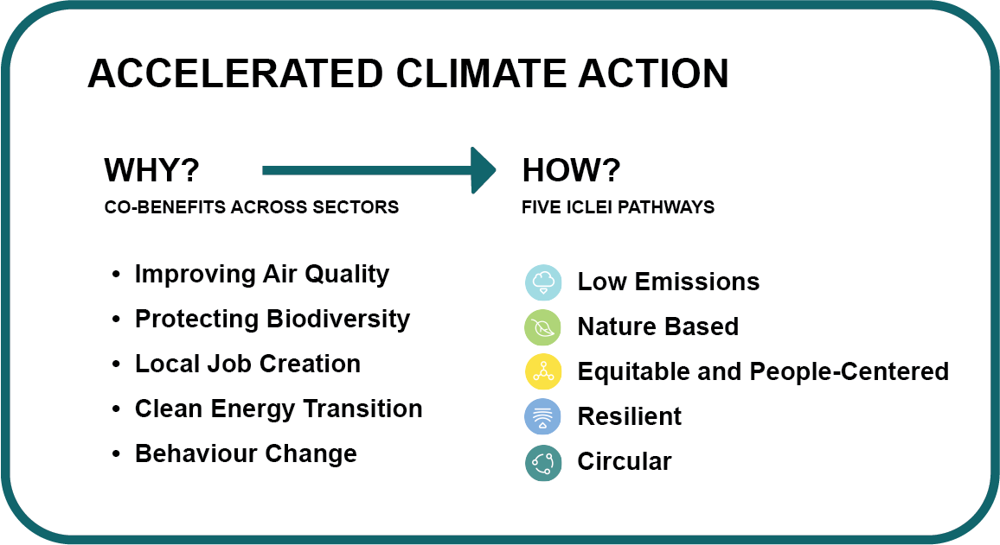 ACCELERATED CLIMATE ACTION
WHY?
CO-BENEFITS ACROSS SECTORS
• Improving Air Quality
• Protecting Biodiversity
• Local Job Creation
• Clean Energy Transition
• Behaviour Change
HOW?
FIVE ICLEI PATHWAYS
Low Emissions
Nature Based
Equitable and People-Centered
Resilient
Circular